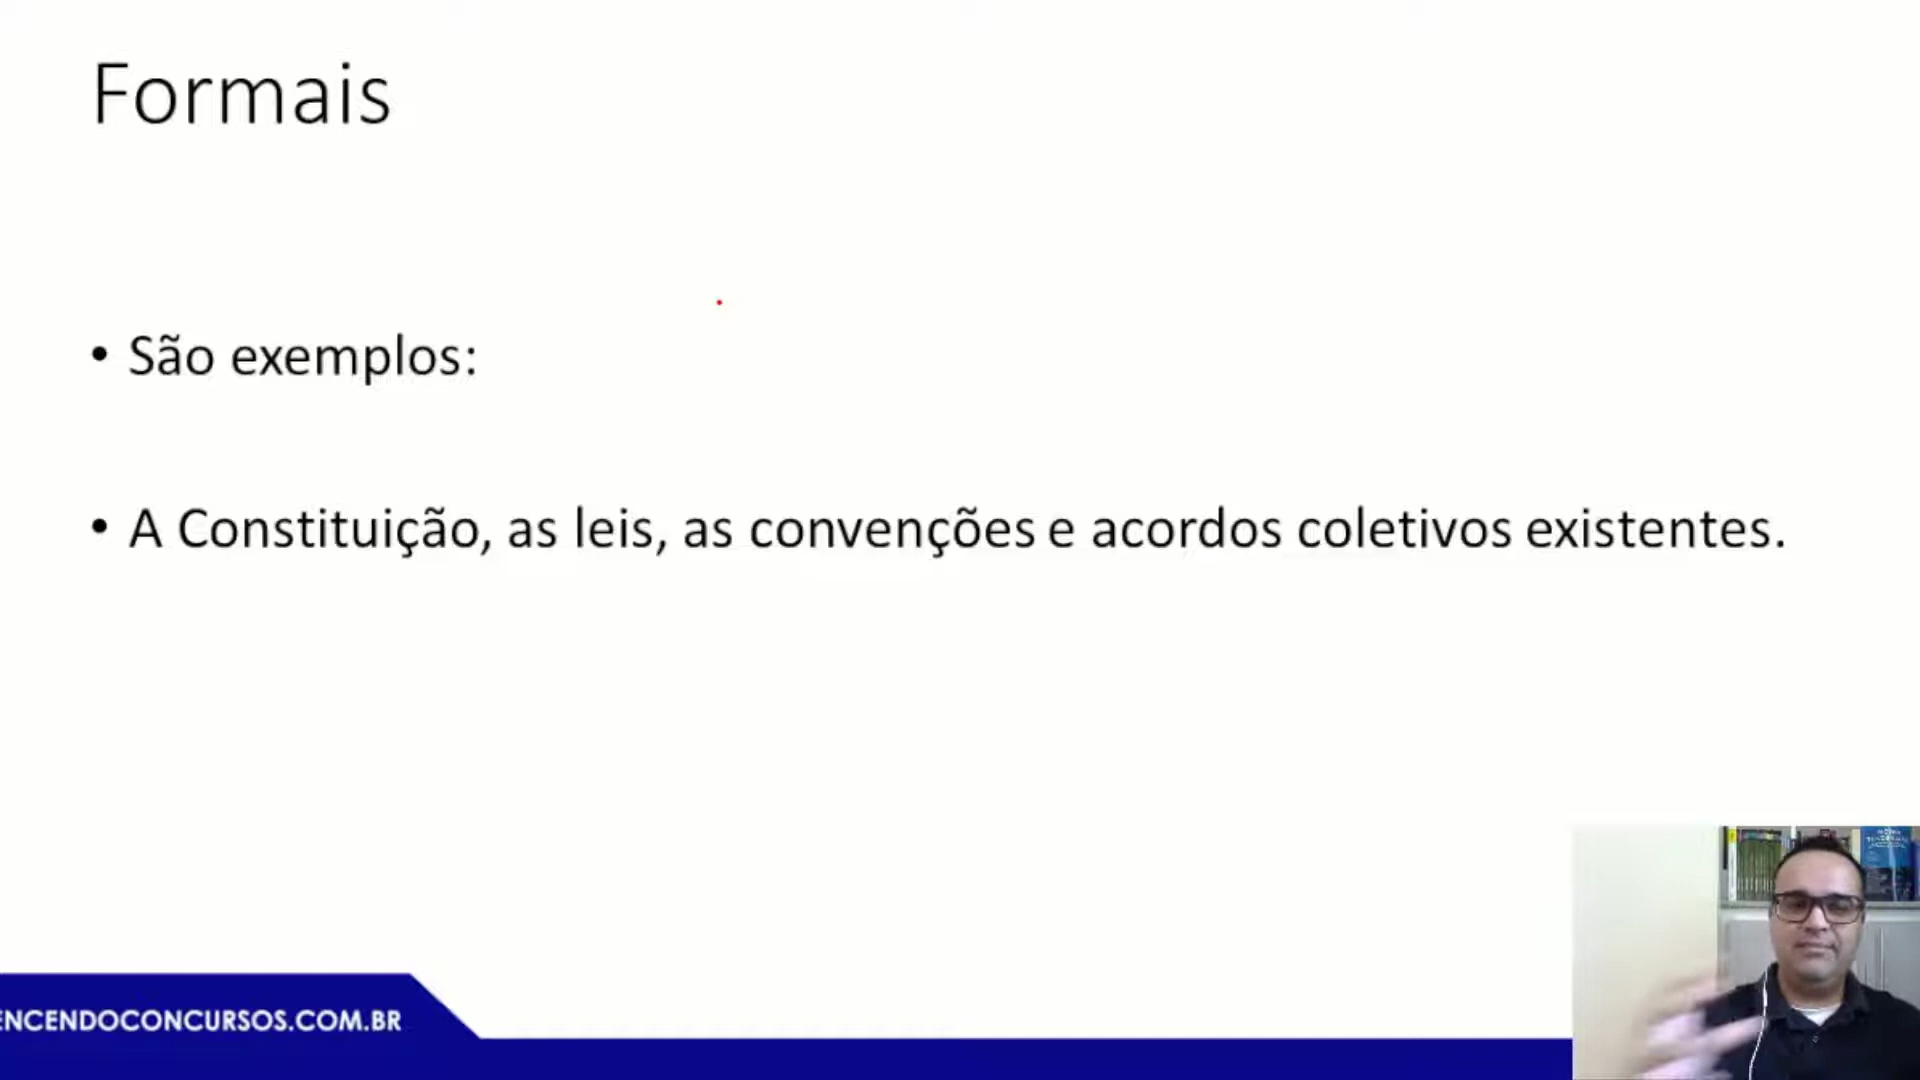 Formais
• São exemplos:
• A Constituição, as leis, as convenções e acordos coletivos existentes.
ENCENDOCONCURSOS.COM.BR